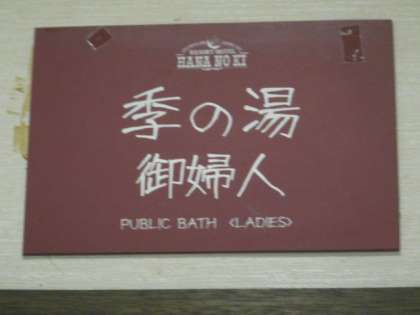 RESORT HOTEL
HANA NO KI
季の湯
御婦人
PUBLIC BATH <LADIES>